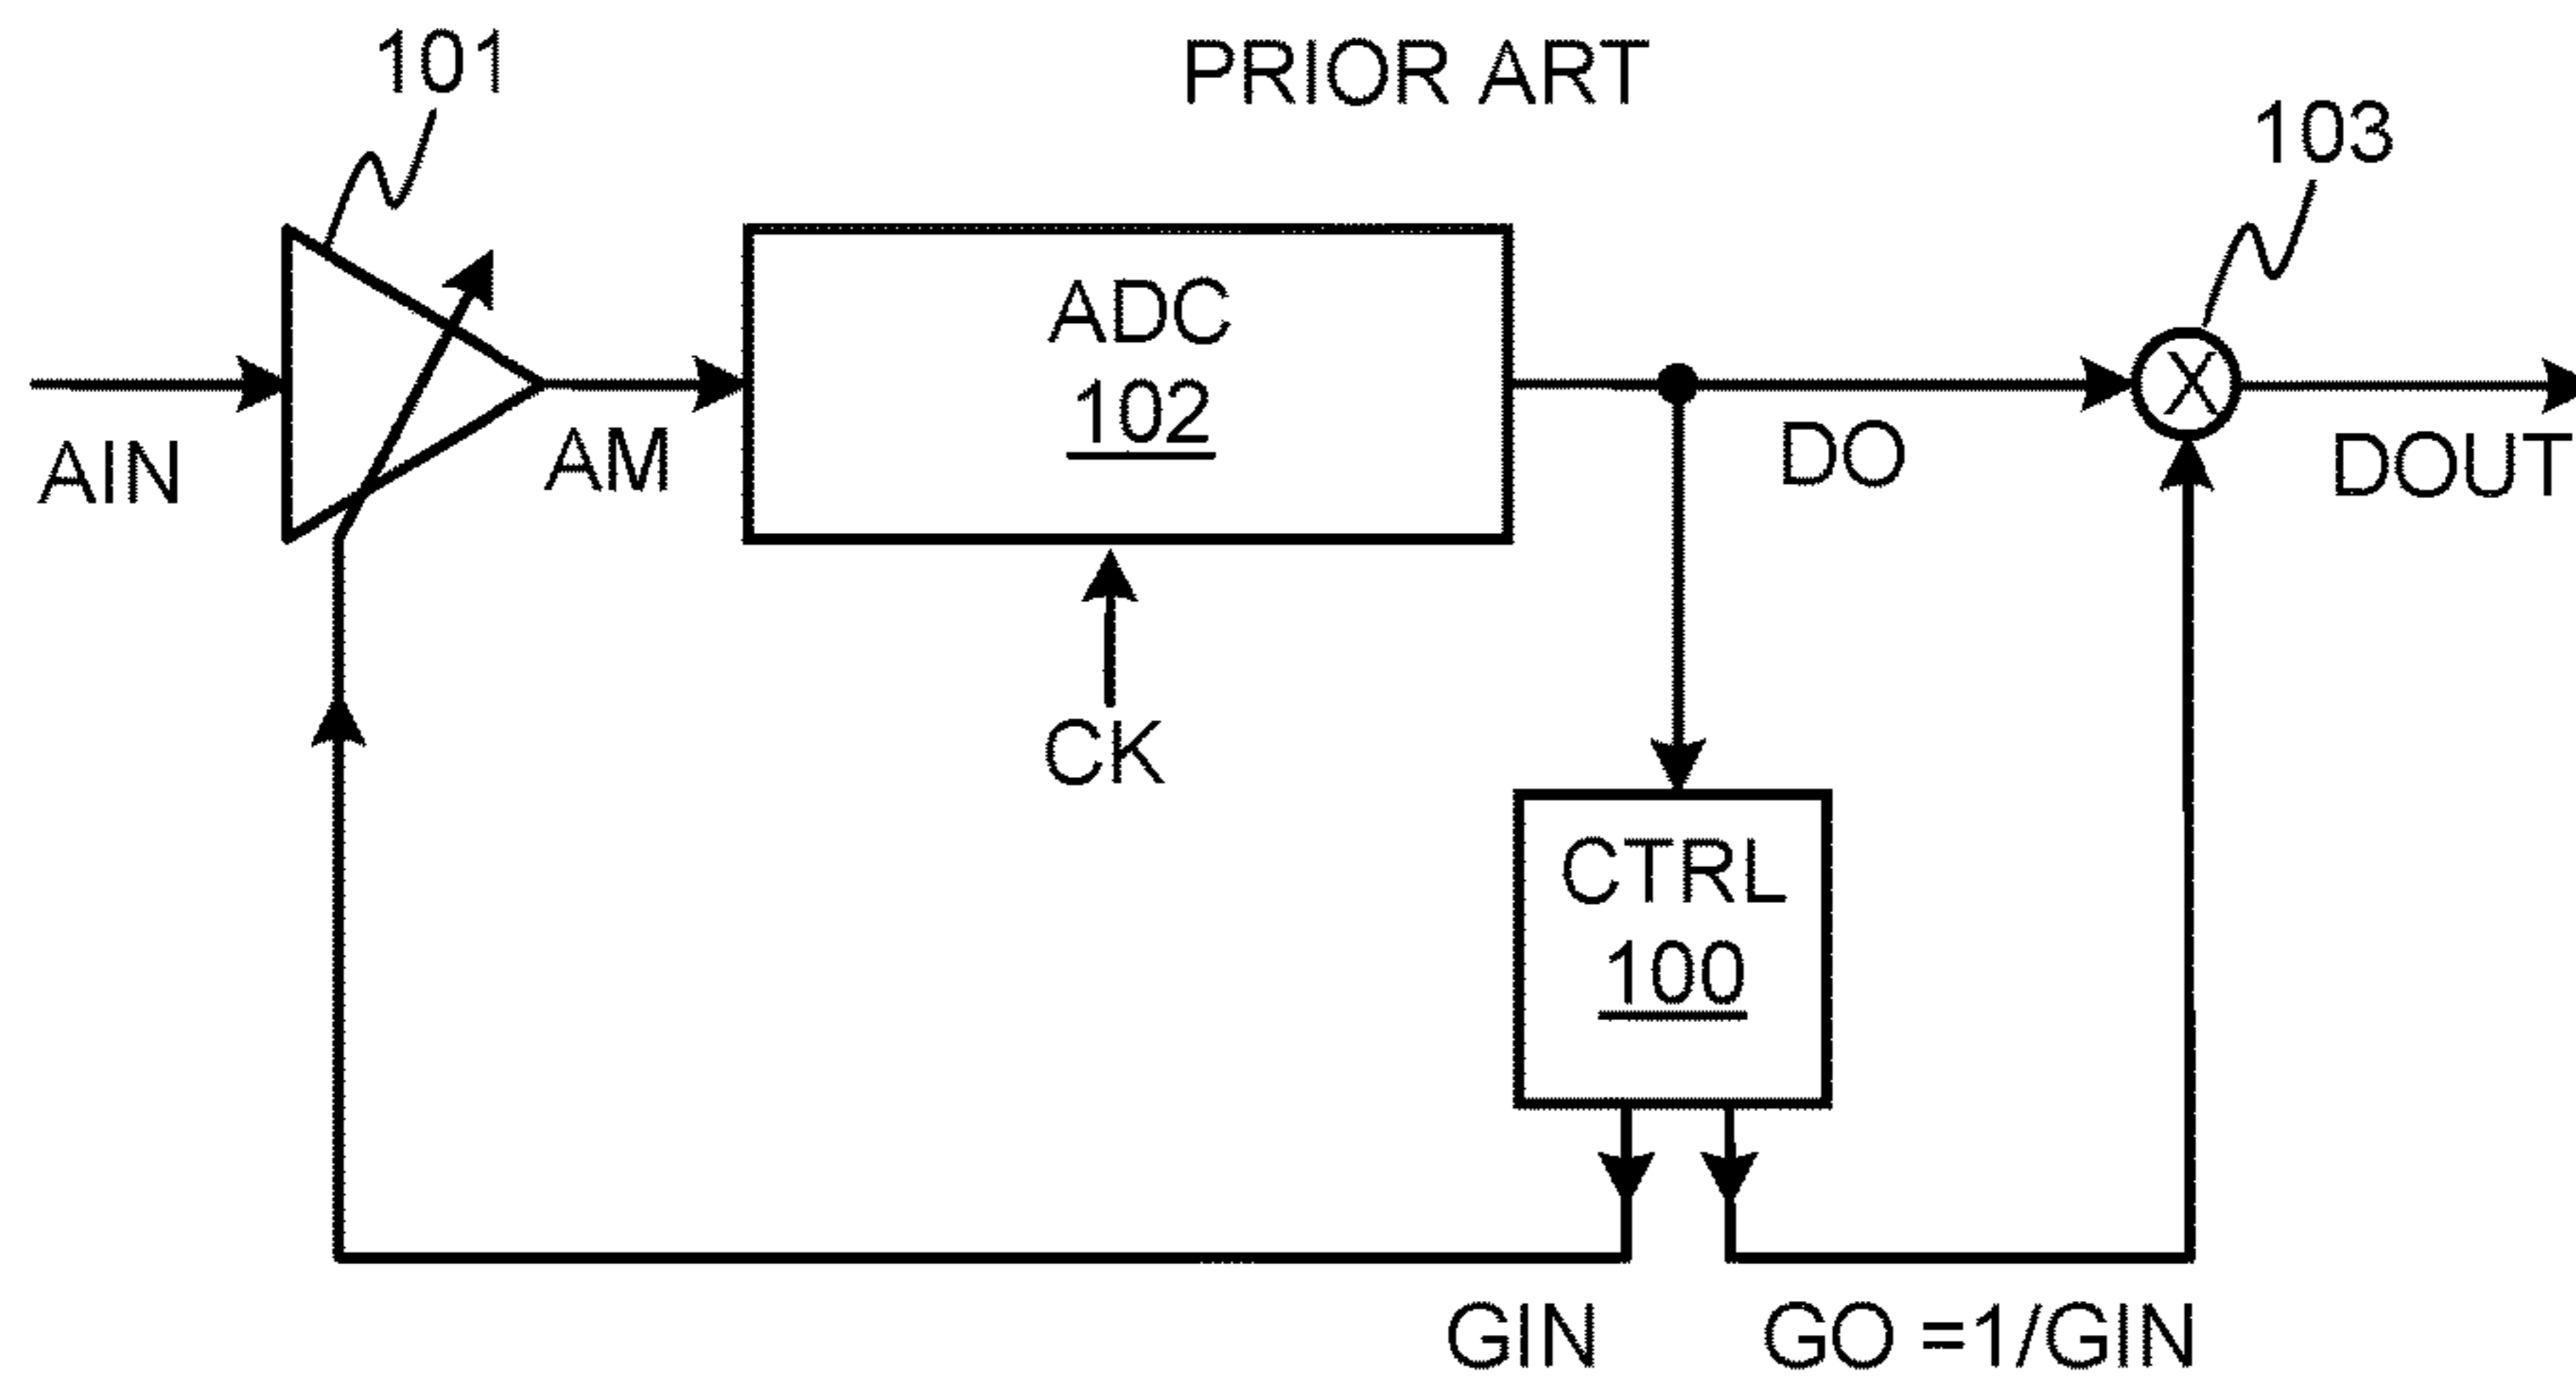 101
PRIOR ART
103
ADC
102
X
AIN
AM
DO
DOUT
CK
CTRL
100
GIN
GO =1/GIN